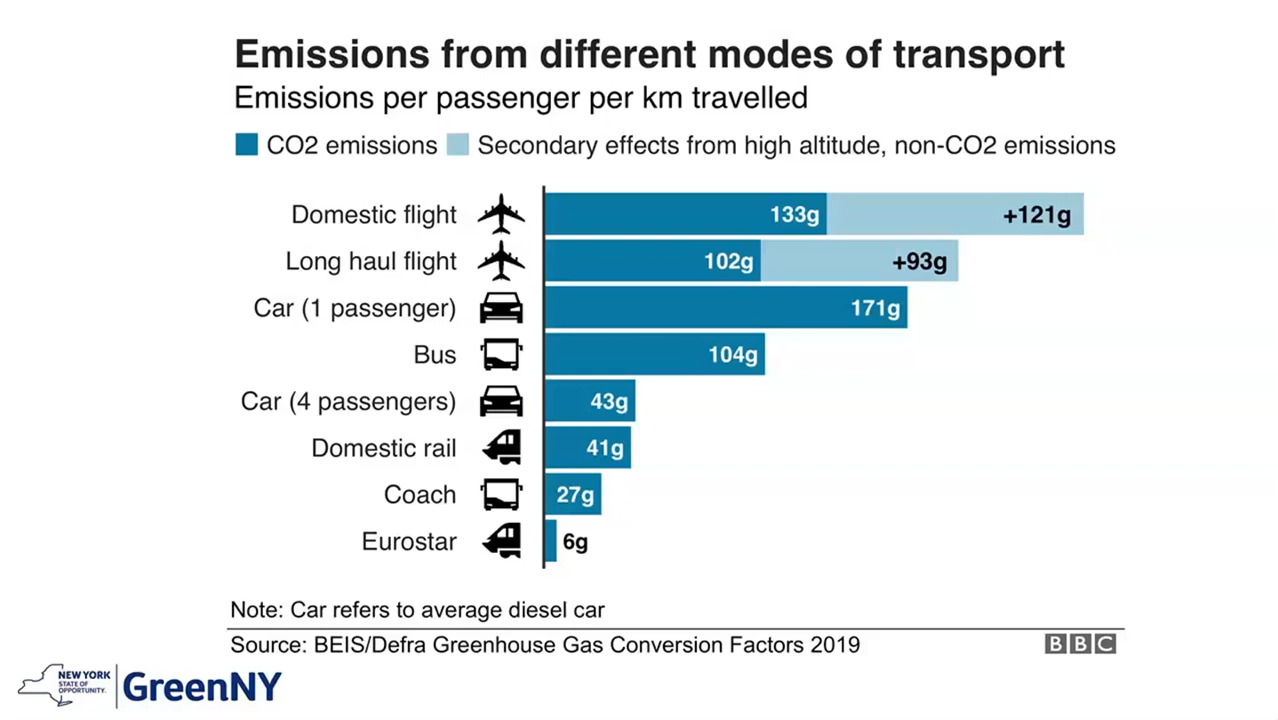 Emissions from different modes of transport
Emissions per passenger per km travelled
CO2 emissions Secondary effects from high altitude, non-CO2 emissions
Domestic flight 133g +121g
Long haul flight 102g +93g
Car (1 passenger) 171g
Bus 104g
Car (4 passengers) 43g
Domestic rail 41g
Coach 27g
Eurostar 6g
Note: Car refers to average diesel car
Source: BEIS/Defra Greenhouse Gas Conversion Factors 2019
BBC
NEW YORK
STATE OF
OPPORTUNITY.
GreenNY